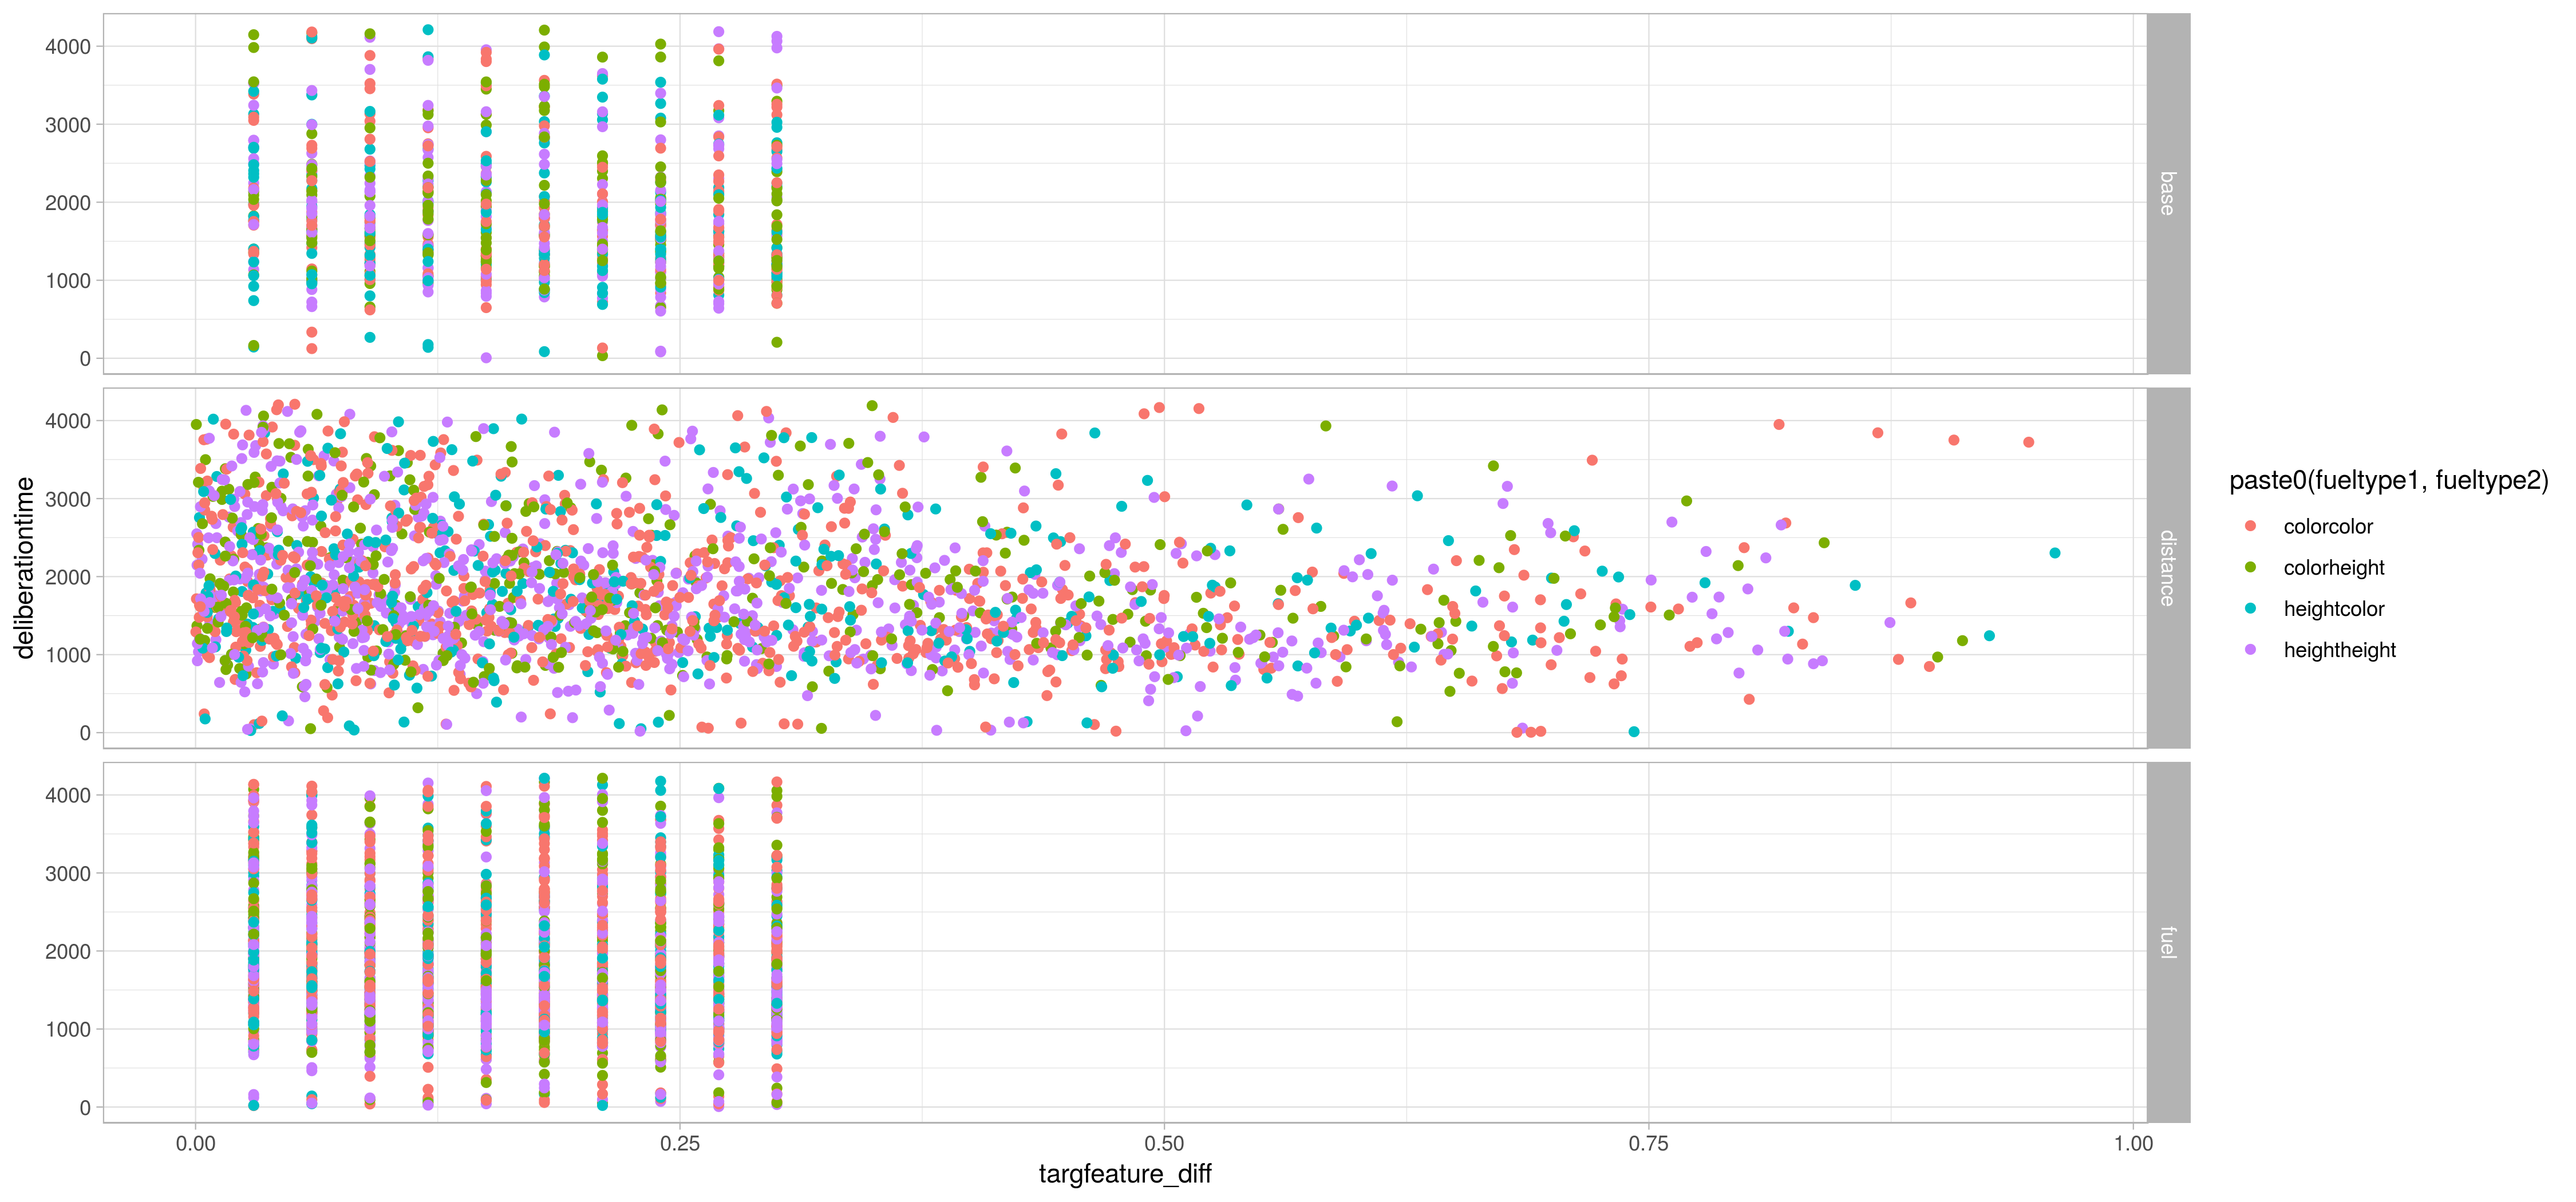 4000
3000
2000
1000
0
base
4000
3000
2000
1000
0
distance
4000
3000
2000
1000
0
fuel
0.00 0.25 0.50 0.75 1.00
targfeature_diff
deliberationtime
paste0(fueltype1, fueltype2)
colorcolor
colorheight
heightcolor
heightheight